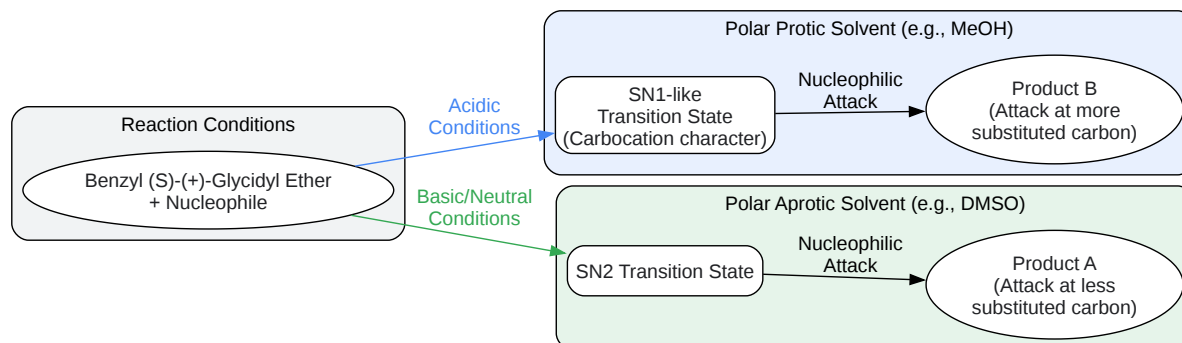 Reaction Conditions
Benzyl (S)-(+)-Glycidyl Ether
+ Nucleophile
Acidic
Conditions
Basic/Neutral
Conditions
Polar Protic Solvent (e.g., MeOH)
SN1-like
Transition State
(Carbocation character)
Nucleophilic
Attack
Product B
(Attack at more
substituted carbon)
Polar Aprotic Solvent (e.g., DMSO)
SN2 Transition State
Nucleophilic
Attack
Product A
(Attack at less
substituted carbon)